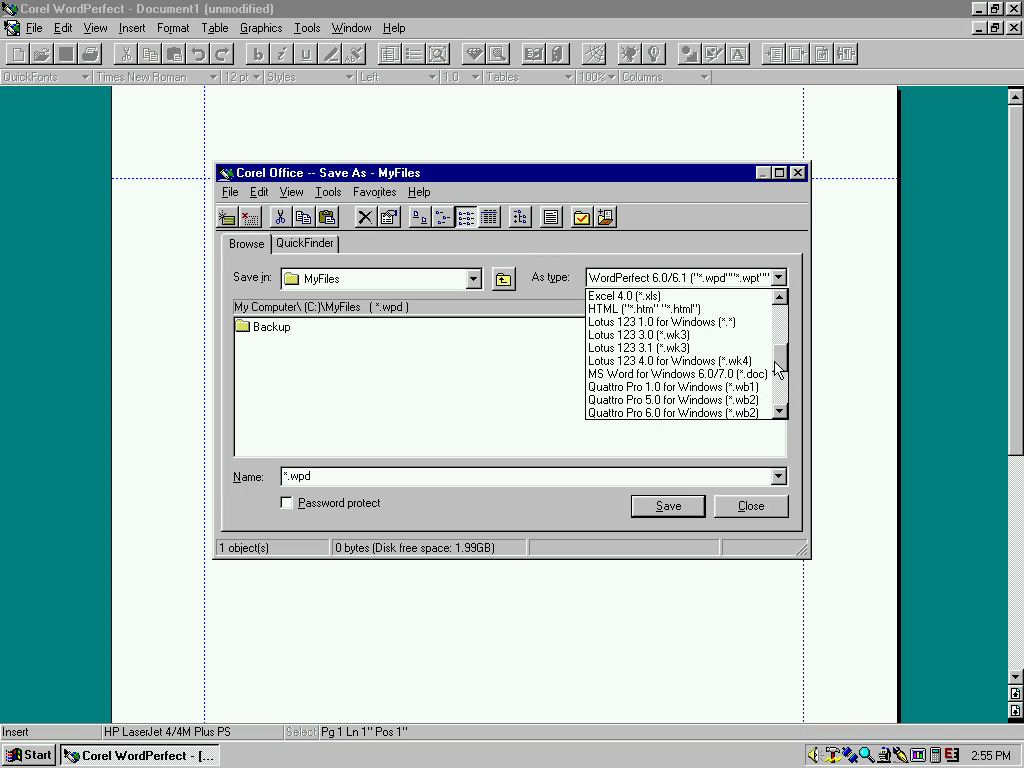 Corel WordPerfect - Document1 (unmodified)
File Edit View Insert Format Table Graphics Tools Window Help
QuickFonts Times New Roman 12 pt Styles Left 1.0 Tables 100% Columns
Corel Office -- Save As - MyFiles
File Edit View Tools Favorites Help
Browse QuickFinder
Save in: MyFiles As type: WordPerfect 6.0/6.1 ("*.wpd""*.wpt""
My Computer\ (C:)\MyFiles ( *.wpd )
Backup
Excel 4.0 (*.xls)
HTML ("*.htm" "*.html")
Lotus 123 1.0 for Windows (*.*)
Lotus 123 3.0 (*.wk3)
Lotus 123 3.1 (*.wk3)
Lotus 123 4.0 for Windows (*.wk4)
MS Word for Windows 6.0/7.0 (*.doc)
Quattro Pro 1.0 for Windows (*.wb1)
Quattro Pro 5.0 for Windows (*.wb2)
Quattro Pro 6.0 for Windows (*.wb2)
Name: *.wpd
Password protect
Save Close
1 object(s) 0 bytes (Disk free space: 1.99GB)
Insert HP LaserJet 4/4M Plus PS Select Pg 1 Ln 1" Pos 1"
Start Corel WordPerfect - [... 2:55 PM